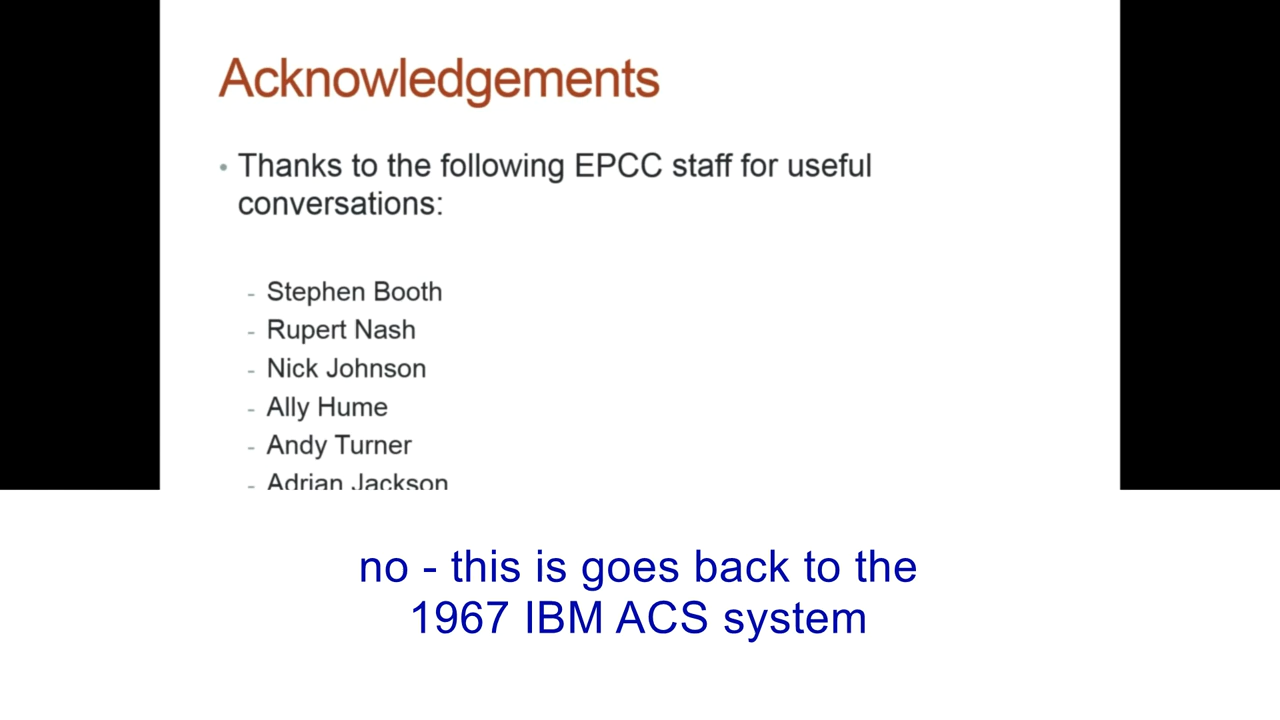 Acknowledgements
• Thanks to the following EPCC staff for useful
conversations:
- Stephen Booth
- Rupert Nash
- Nick Johnson
- Ally Hume
- Andy Turner
- Adrian Jackson
no - this is goes back to the
1967 IBM ACS system